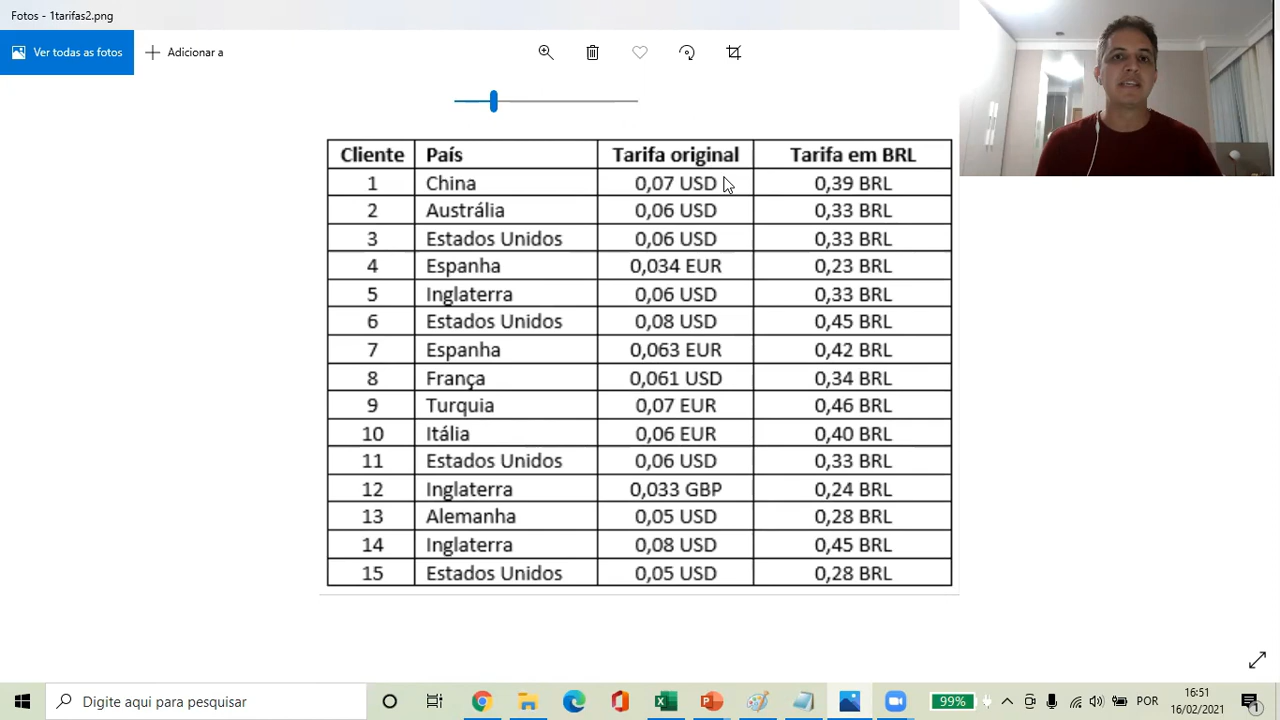 Fotos - 1tarifas2.png
Ver todas as fotos Adicionar a
Cliente País Tarifa original Tarifa em BRL
1 China 0,07 USD 0,39 BRL
2 Austrália 0,06 USD 0,33 BRL
3 Estados Unidos 0,06 USD 0,33 BRL
4 Espanha 0,034 EUR 0,23 BRL
5 Inglaterra 0,06 USD 0,33 BRL
6 Estados Unidos 0,08 USD 0,45 BRL
7 Espanha 0,063 EUR 0,42 BRL
8 França 0,061 USD 0,34 BRL
9 Turquia 0,07 EUR 0,46 BRL
10 Itália 0,06 EUR 0,40 BRL
11 Estados Unidos 0,06 USD 0,33 BRL
12 Inglaterra 0,033 GBP 0,24 BRL
13 Alemanha 0,05 USD 0,28 BRL
14 Inglaterra 0,08 USD 0,45 BRL
15 Estados Unidos 0,05 USD 0,28 BRL
Digite aqui para pesquisar 99% POR 16:51
16/02/2021 1